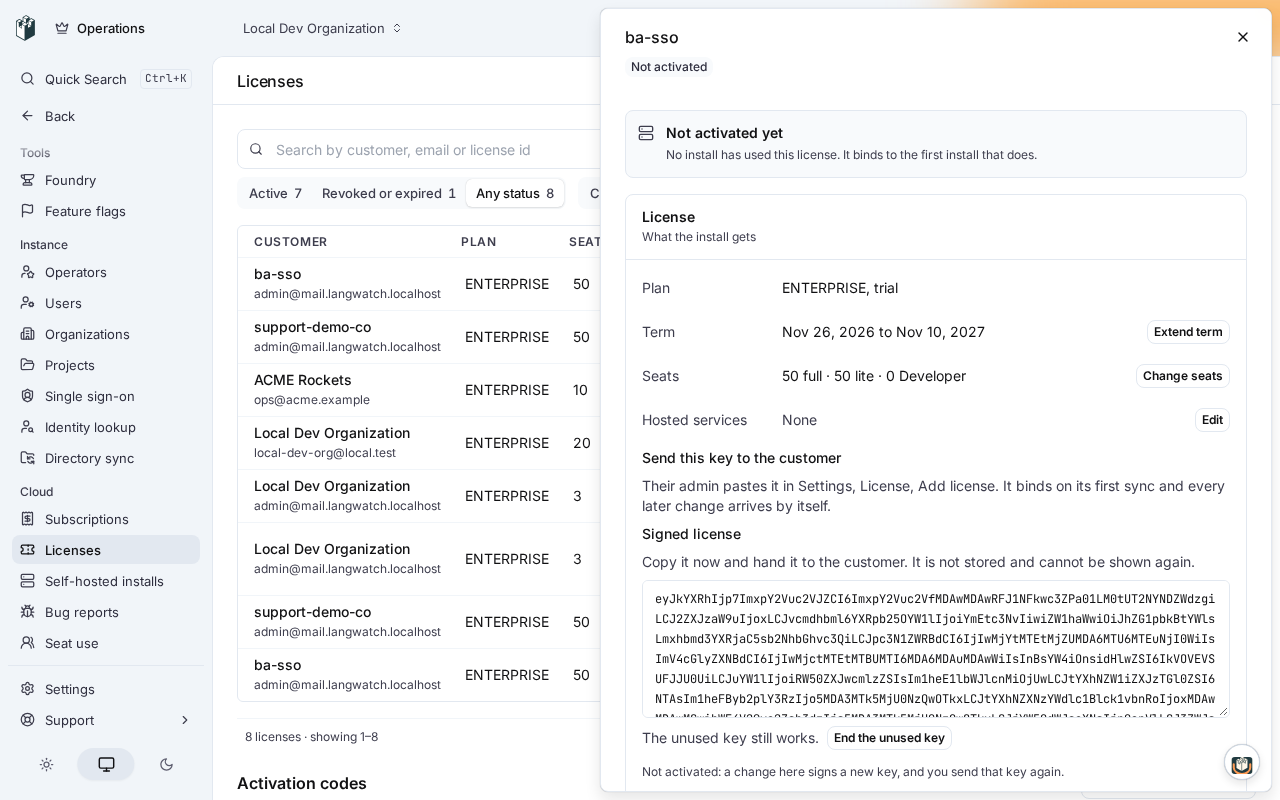 Operations
Local Dev Organization
Quick Search Ctrl+K
Back
Tools
Foundry
Feature flags
Instance
Operators
Users
Organizations
Projects
Single sign-on
Identity lookup
Directory sync
Cloud
Subscriptions
Licenses
Self-hosted installs
Bug reports
Seat use
Settings
Support
Licenses
Search by customer, email or license id
Active 7 Revoked or expired 1 Any status 8
CUSTOMER PLAN
ba-sso
admin@mail.langwatch.localhost ENTERPRISE 50
support-demo-co
admin@mail.langwatch.localhost ENTERPRISE 50
ACME Rockets
ops@acme.example ENTERPRISE 10
Local Dev Organization
local-dev-org@local.test ENTERPRISE 20
Local Dev Organization
admin@mail.langwatch.localhost ENTERPRISE 3
Local Dev Organization
admin@mail.langwatch.localhost ENTERPRISE 3
support-demo-co
admin@mail.langwatch.localhost ENTERPRISE 50
ba-sso
admin@mail.langwatch.localhost ENTERPRISE 50
8 licenses · showing 1–8
Activation codes
ba-sso
Not activated
Not activated yet
No install has used this license. It binds to the first install that does.
License
What the install gets
Plan ENTERPRISE, trial
Term Nov 26, 2026 to Nov 10, 2027 Extend term
Seats 50 full · 50 lite · 0 Developer Change seats
Hosted services None Edit
Send this key to the customer
Their admin pastes it in Settings, License, Add license. It binds on its first sync and every
later change arrives by itself.
Signed license
Copy it now and hand it to the customer. It is not stored and cannot be shown again.
The unused key still works. End the unused key
Not activated: a change here signs a new key, and you send that key again.